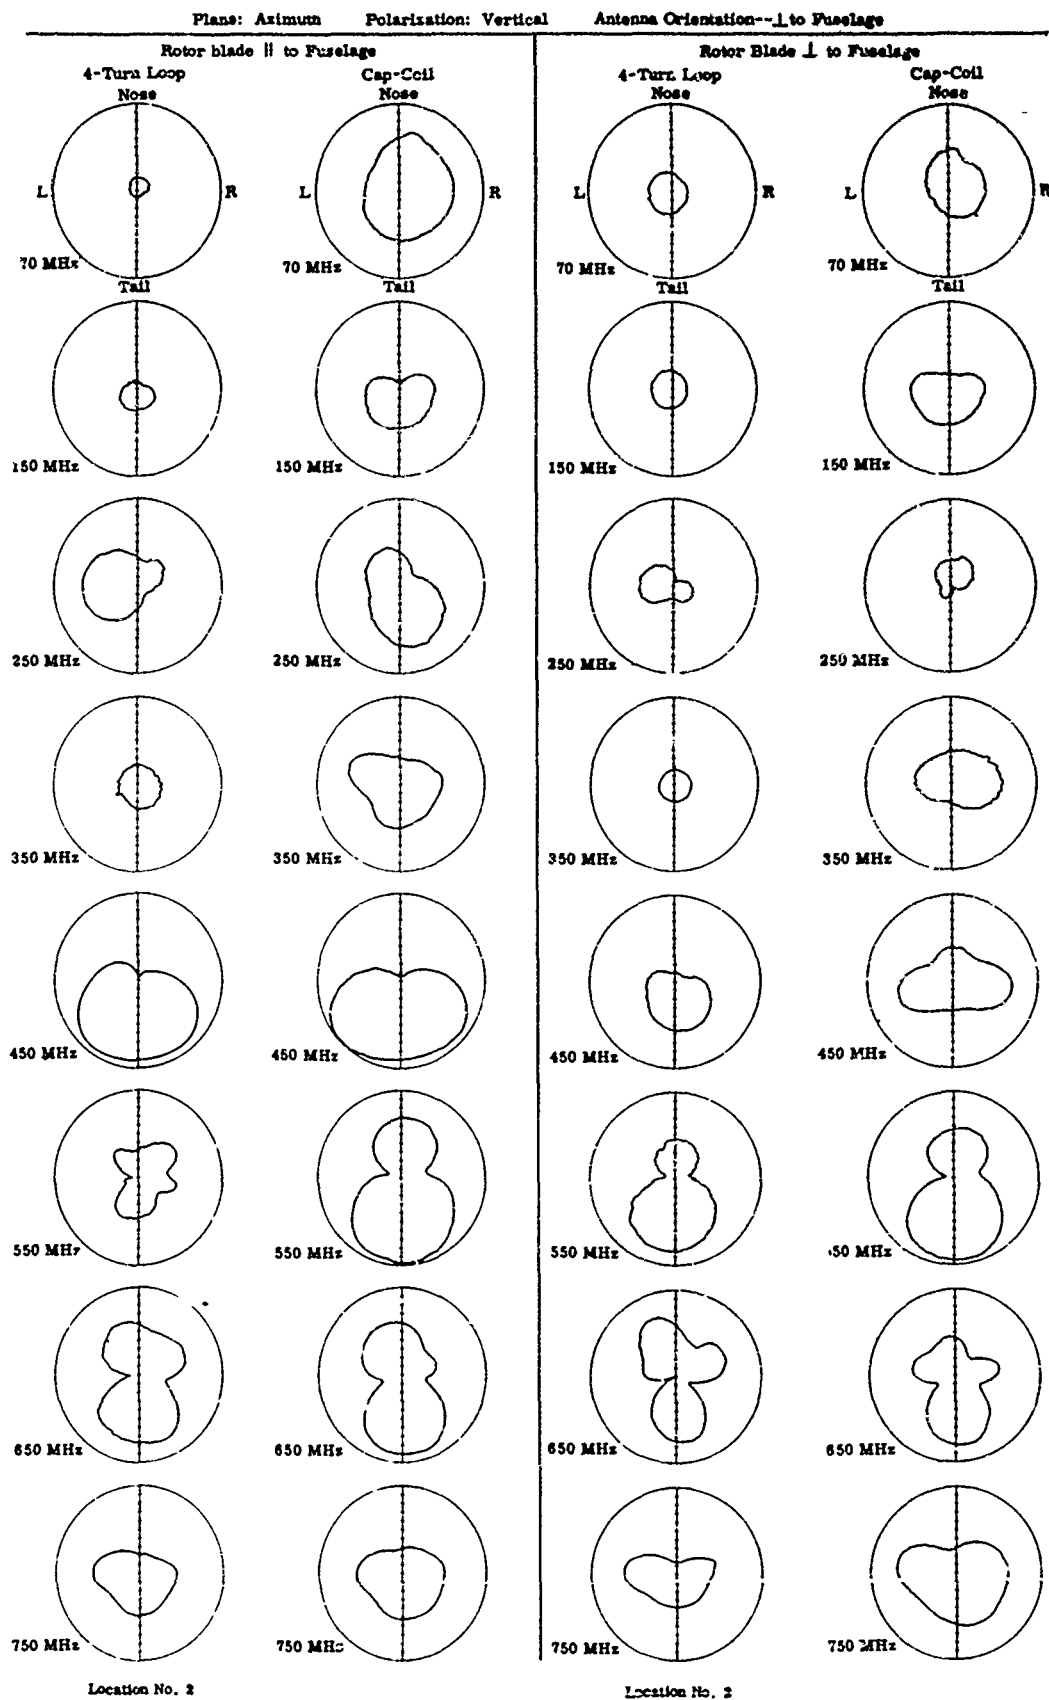 Plane: Azimuth Polarization: Vertical Antenna Orientation--⊥ to Fuselage
Rotor blade || to Fuselage Rotor Blade ⊥ to Fuselage
4-Turn Loop Cap-Coil 4-Turn Loop Cap-Coil
Nose Nose Nose Nose
L R L R L R L R
70 MHz 70 MHz 70 MHz 70 MHz
Tail Tail Tail Tail
150 MHz 150 MHz 150 MHz 150 MHz
250 MHz 250 MHz 250 MHz 250 MHz
350 MHz 350 MHz 350 MHz 350 MHz
450 MHz 450 MHz 450 MHz 450 MHz
550 MHz 550 MHz 550 MHz 50 MHz
650 MHz 650 MHz 650 MHz 650 MHz
750 MHz 750 MHz 750 MHz 750 MHz
Location No. 2 Location No. 2